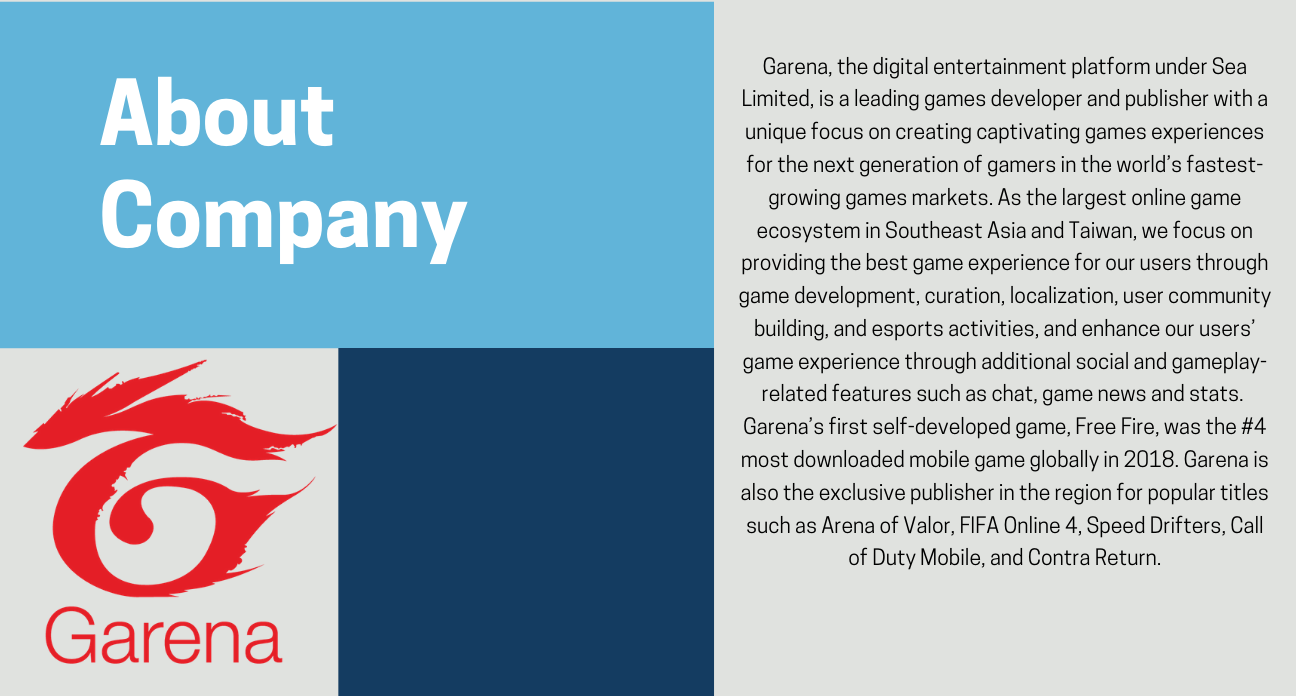 About
Company
Garena
Garena, the digital entertainment platform under Sea
Limited, is a leading games developer and publisher with a
unique focus on creating captivating games experiences
for the next generation of gamers in the world’s fastest-
growing games markets. As the largest online game
ecosystem in Southeast Asia and Taiwan, we focus on
providing the best game experience for our users through
game development, curation, localization, user community
building, and esports activities, and enhance our users’
game experience through additional social and gameplay-
related features such as chat, game news and stats.
Garena’s first self-developed game, Free Fire, was the #4
most downloaded mobile game globally in 2018. Garena is
also the exclusive publisher in the region for popular titles
such as Arena of Valor, FIFA Online 4, Speed Drifters, Call
of Duty Mobile, and Contra Return.